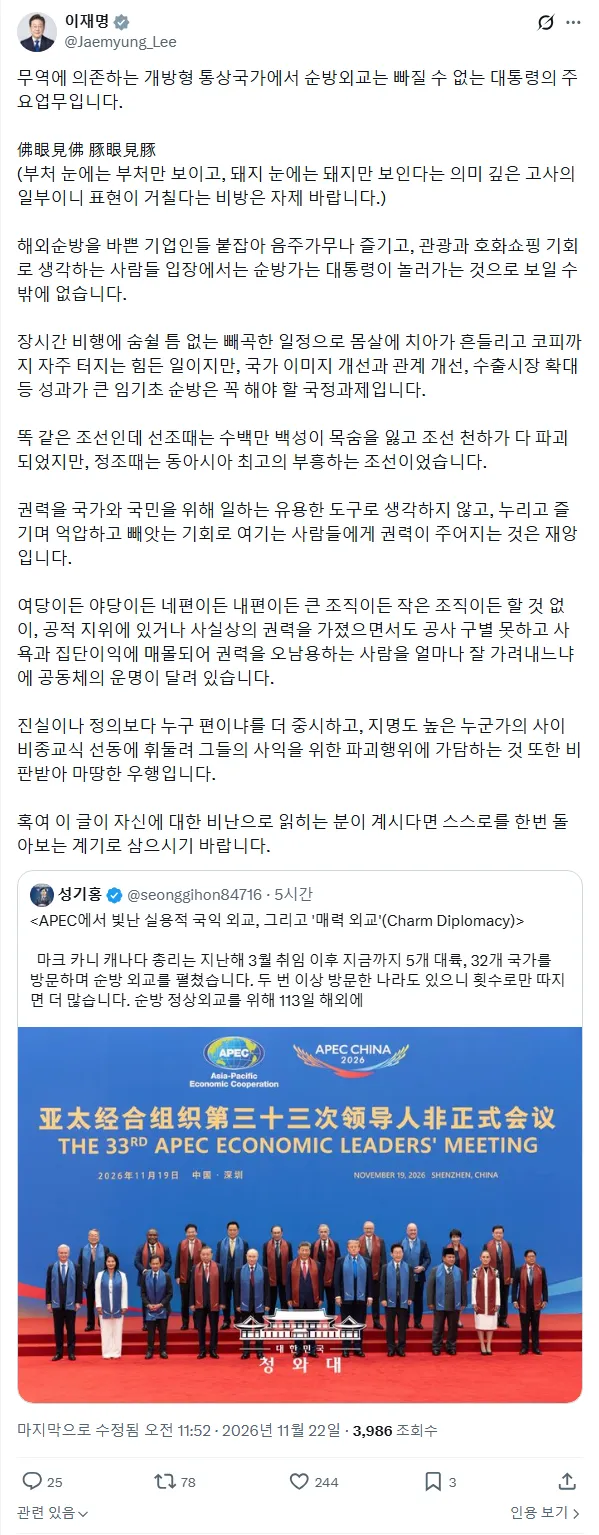 이재명
@Jaemyung_Lee
무역에 의존하는 개방형 통상국가에서 순방외교는 빠질 수 없는 대통령의 주
요업무입니다.
佛眼見佛 豚眼見豚
(부처 눈에는 부처만 보이고, 돼지 눈에는 돼지만 보인다는 의미 깊은 고사의
일부이니 표현이 거칠다는 비방은 자제 바랍니다.)
해외순방을 바쁜 기업인들 붙잡아 음주가무나 즐기고, 관광과 호화쇼핑 기회
로 생각하는 사람들 입장에서는 순방가는 대통령이 놀러가는 것으로 보일 수
밖에 없습니다.
장시간 비행에 숨쉴 틈 없는 빼곡한 일정으로 몸살에 치아가 흔들리고 코피까
지 자주 터지는 힘든 일이지만, 국가 이미지 개선과 관계 개선, 수출시장 확대
등 성과가 큰 임기초 순방은 꼭 해야 할 국정과제입니다.
똑 같은 조선인데 선조때는 수백만 백성이 목숨을 잃고 조선 천하가 다 파괴
되었지만, 정조때는 동아시아 최고의 부흥하는 조선이었습니다.
권력을 국가와 국민을 위해 일하는 유용한 도구로 생각하지 않고, 누리고 즐
기며 억압하고 빼앗는 기회로 여기는 사람들에게 권력이 주어지는 것은 재앙
입니다.
여당이든 야당이든 네편이든 내편이든 큰 조직이든 작은 조직이든 할 것 없
이, 공적 지위에 있거나 사실상의 권력을 가졌으면서도 공사 구별 못하고 사
욕과 집단이익에 매몰되어 권력을 오남용하는 사람을 얼마나 잘 가려내느냐
에 공동체의 운명이 달려 있습니다.
진실이나 정의보다 누구 편이냐를 더 중시하고, 지명도 높은 누군가의 사이
비종교식 선동에 휘둘려 그들의 사익을 위한 파괴행위에 가담하는 것 또한 비
판받아 마땅한 우행입니다.
혹여 이 글이 자신에 대한 비난으로 읽히는 분이 계시다면 스스로를 한번 돌
아보는 계기로 삼으시기 바랍니다.
성기홍 @seonggihon84716 · 5시간
<APEC에서 빛난 실용적 국익 외교, 그리고 '매력 외교'(Charm Diplomacy)>
마크 카니 캐나다 총리는 지난해 3월 취임 이후 지금까지 5개 대륙, 32개 국가를
방문하며 순방 외교를 펼쳤습니다. 두 번 이상 방문한 나라도 있으니 횟수로만 따지
면 더 많습니다. 순방 정상외교를 위해 113일 해외에
APEC
Asia-Pacific
Economic Cooperation
APEC CHINA
2026
亚太经合组织第三十三次领导人非正式会议
THE 33RD APEC ECONOMIC LEADERS' MEETING
2026年11月19日 中国·深圳
NOVEMBER 19, 2026 SHENZHEN, CHINA
대한민국
청와대
마지막으로 수정됨 오전 11:52 · 2026년 11월 22일 · 3,986 조회수
25 78 244 3
관련 있음
인용 보기